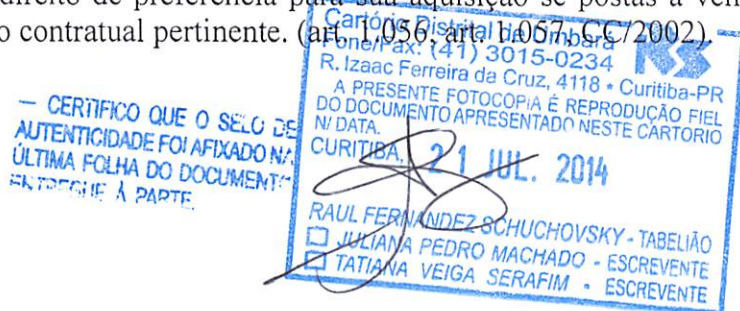 direito de preferência para sua aquisição se postas à ven
o contratual pertinente. (art. 1.056, art. 1.057, CC/2002).
Cartório Distrital de Umbará
Fone/Fax: (41) 3015-0234
R. Izaac Ferreira da Cruz, 4118 • Curitiba-PR
A PRESENTE FOTOCÓPIA É REPRODUÇÃO FIEL
DO DOCUMENTO APRESENTADO NESTE CARTÓRIO
N/ DATA.
CURITIBA, 21 JUL. 2014
RAUL FERNANDEZ SCHUCHOVSKY - TABELIÃO
JULIANA PEDRO MACHADO - ESCREVENTE
TATIANA VEIGA SERAFIM - ESCREVENTE
— CERTIFICO QUE O SELO DE
AUTENTICIDADE FOI AFIXADO NA
ÚLTIMA FOLHA DO DOCUMENTO
ENTREGUE À PARTE